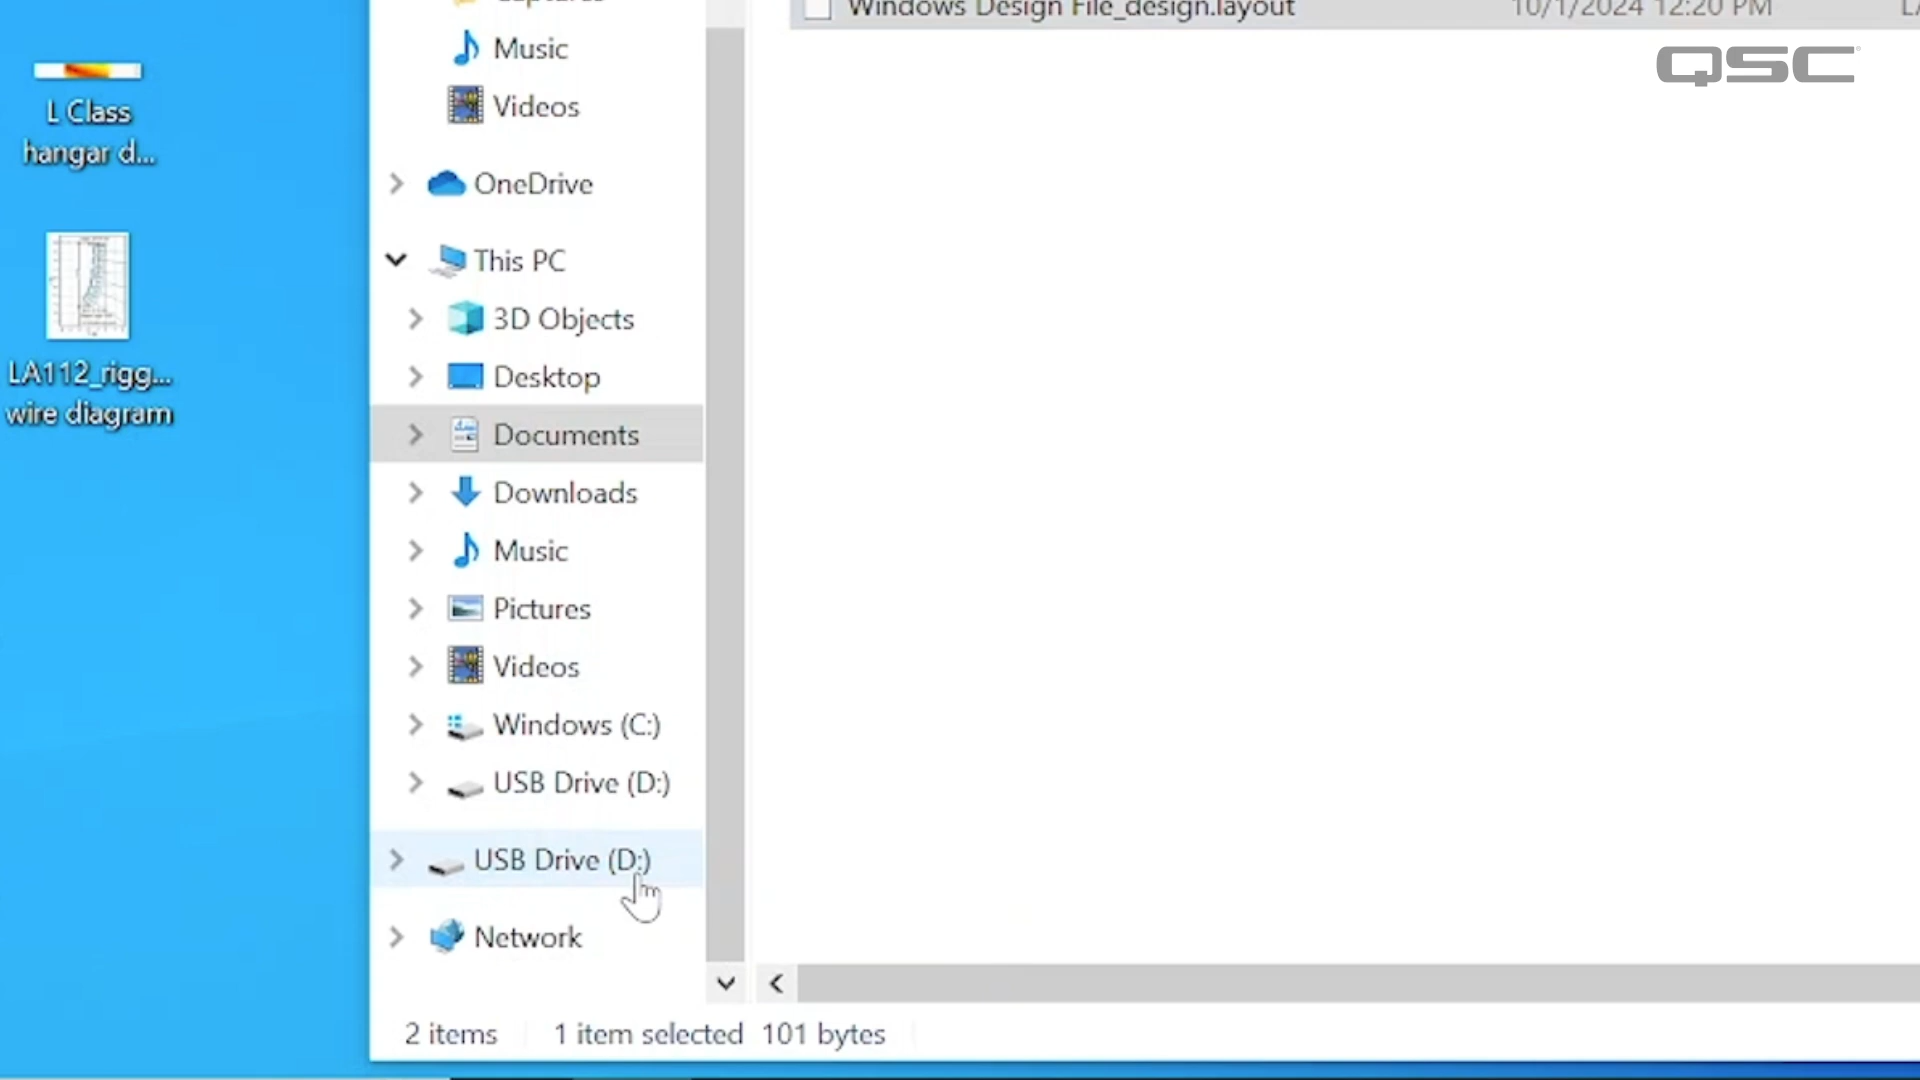 Windows Design File_design.layout
10/1/2024 12:20 PM
QSC
L Class
hangar d...
LA112_rigg...
wire diagram
Music
Videos
OneDrive
This PC
3D Objects
Desktop
Documents
Downloads
Music
Pictures
Videos
Windows (C:)
USB Drive (D:)
USB Drive (D:)
Network
2 items
1 item selected 101 bytes